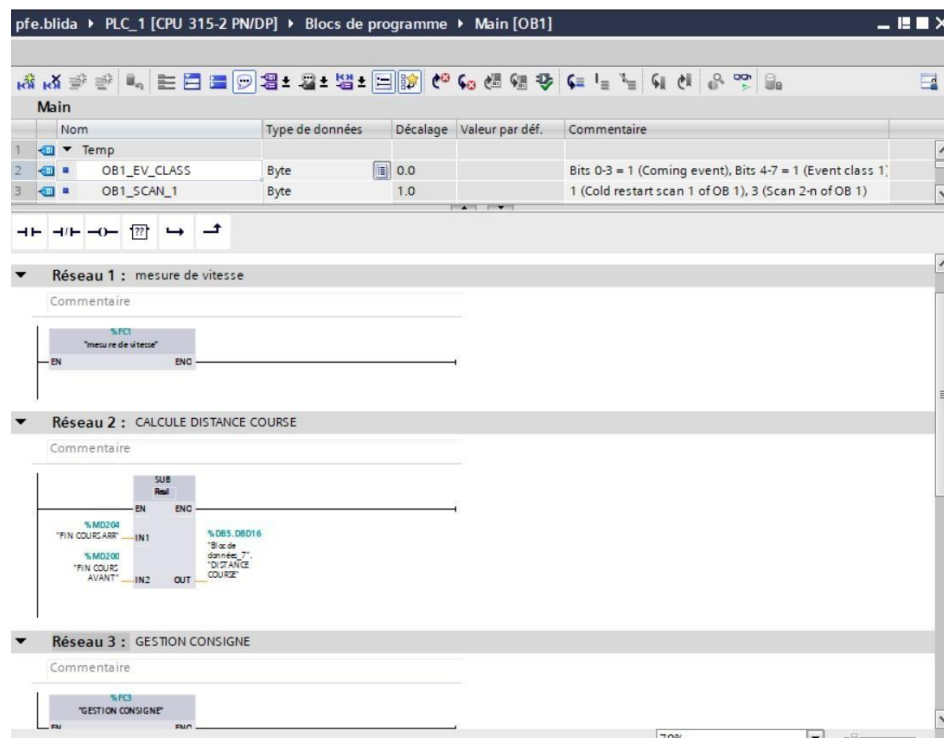 pfe.blida ▸ PLC_1 [CPU 315-2 PN/DP] ▸ Blocs de programme ▸ Main [OB1]
Main
Nom Type de données Décalage Valeur par déf. Commentaire
1 Temp
2 OB1_EV_CLASS Byte 0.0 Bits 0-3 = 1 (Coming event), Bits 4-7 = 1 (Event class 1)
3 OB1_SCAN_1 Byte 1.0 1 (Cold restart scan 1 of OB 1), 3 (Scan 2-n of OB 1)
??
Réseau 1 : mesure de vitesse
Commentaire
%FC1
"mesure de vitesse"
EN ENO
Réseau 2 : CALCULE DISTANCE COURSE
Commentaire
SUB
Real
EN ENO
%MD204
"FIN COURS ARR" IN1
%MD200
"FIN COURS
AVANT" IN2
%DB5.DBD16
"Bloc de
données_7".
"DISTANCE
COURSE"
OUT
Réseau 3 : GESTION CONSIGNE
Commentaire
%FC3
"GESTION CONSIGNE"
EN ENO
70%